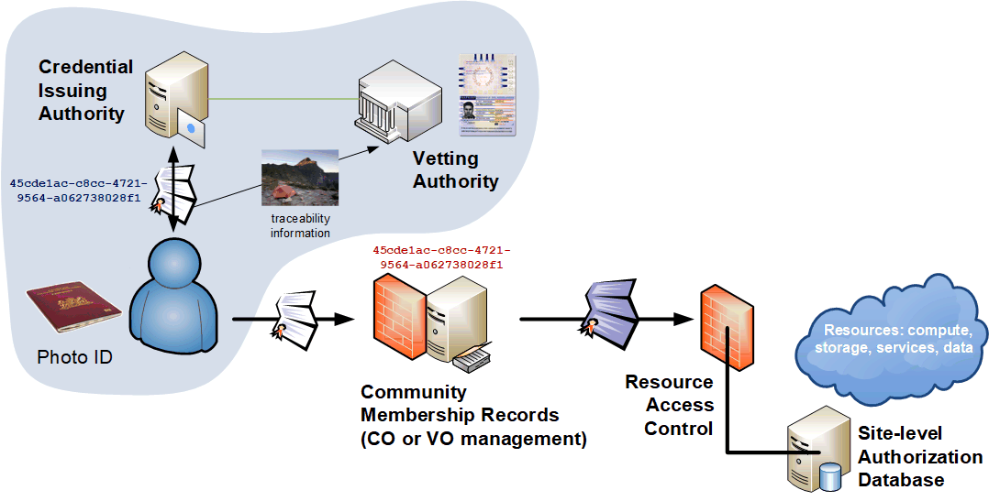 Credential
Issuing
Authority
Vetting
Authority
45cde1ac-c8cc-4721-
9564-a062738028f1
traceability
information
Photo ID
45cde1ac-c8cc-4721-
9564-a062738028f1
Community
Membership Records
(CO or VO management)
Resource
Access
Control
Resources: compute,
storage, services, data
Site-level
Authorization
Database